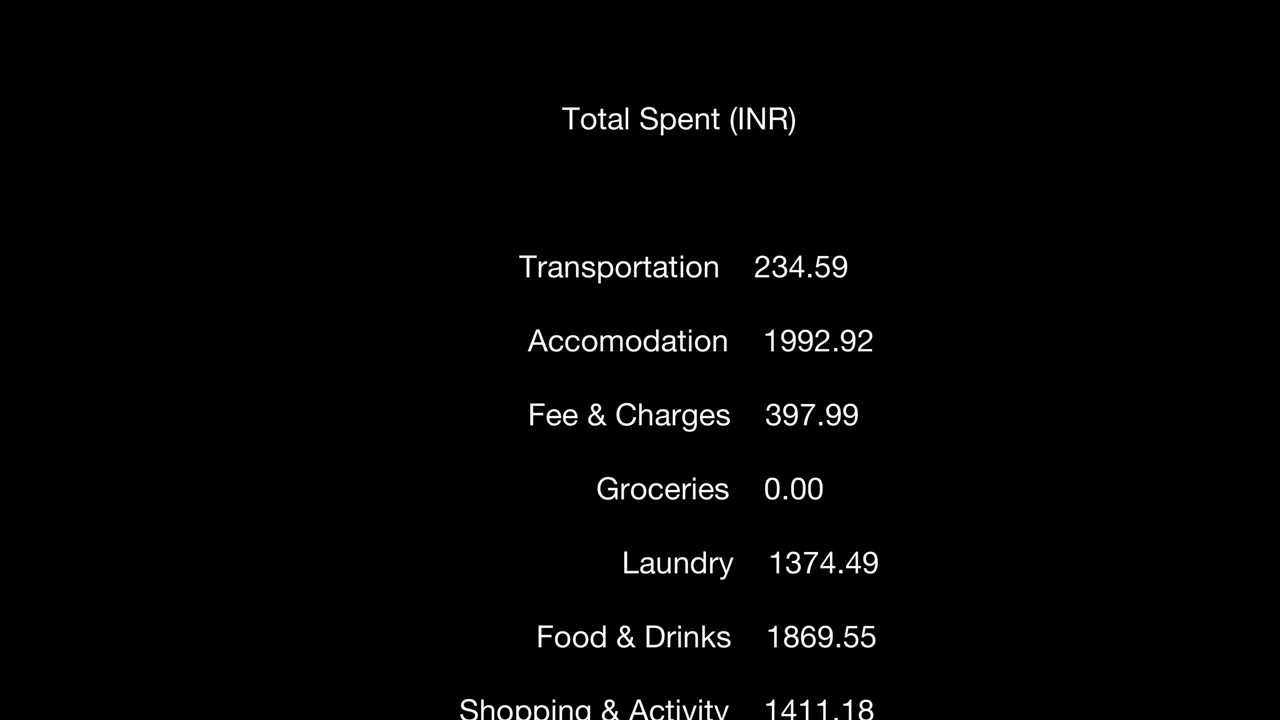 Total Spent (INR)
Transportation 234.59
Accomodation 1992.92
Fee & Charges 397.99
Groceries 0.00
Laundry 1374.49
Food & Drinks 1869.55
Shopping & Activity 1411.18